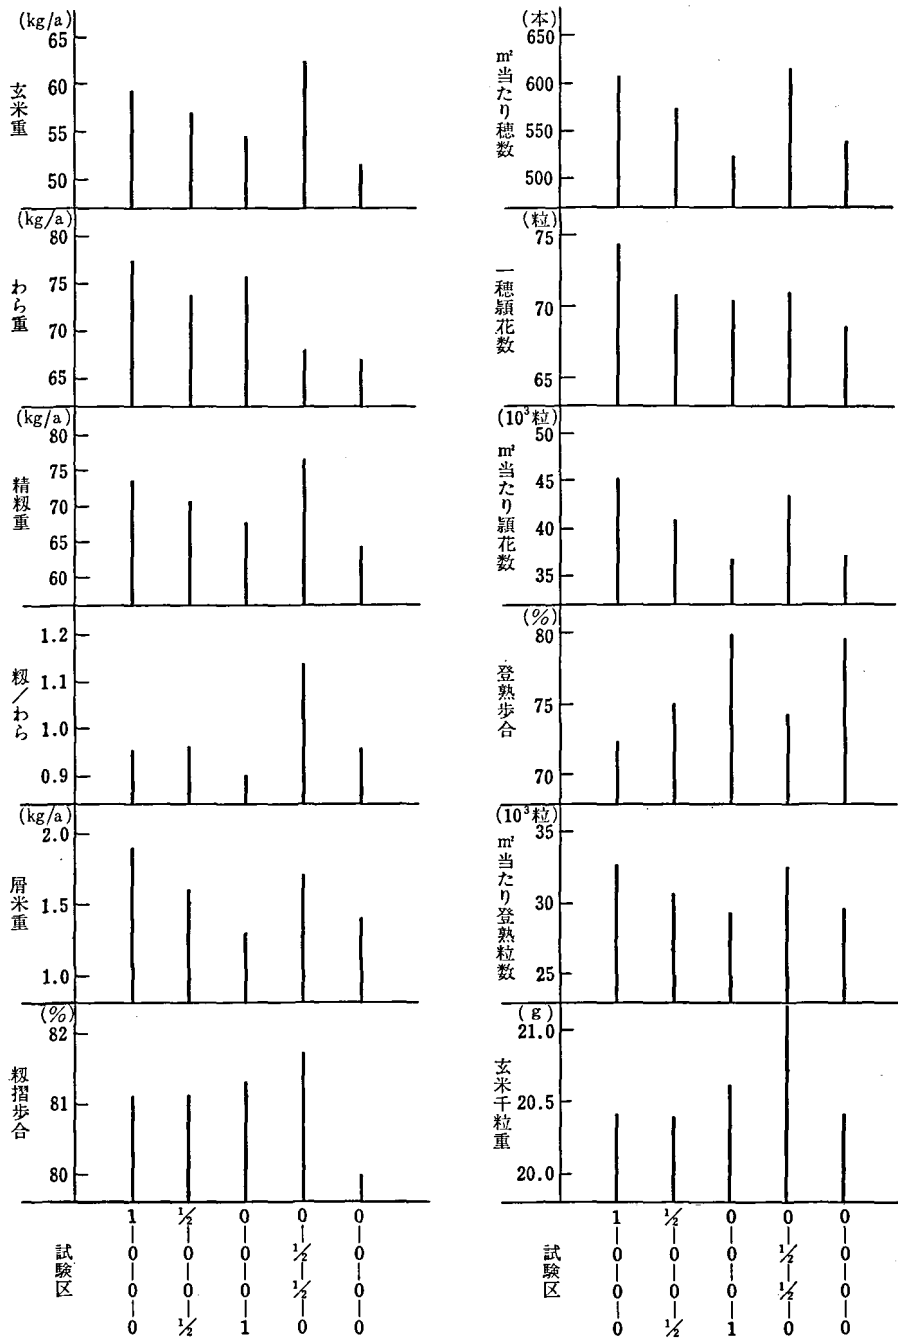 (kg/a)
65
60
55
50
玄米重
(kg/a)
80
75
70
65
わら重
(kg/a)
80
75
70
65
60
精籾重
1.2
1.1
1.0
0.9
籾/わら
(kg/a)
2.0
1.5
1.0
屑米重
(%)
82
81
80
籾摺歩合
試験区
1-0-0-0
½-0-0-½
0-0-0-1
0-½-½-0
0-0-0-0
(本)
650
600
550
500
m²当たり穂数
(粒)
75
70
65
一穂頴花数
(10³粒)
50
45
40
35
m²当たり頴花数
(%)
80
75
70
登熟歩合
(10³粒)
35
30
25
m²当たり登熟粒数
(g)
21.0
20.5
20.0
玄米千粒重
試験区
1-0-0-0
½-0-0-½
0-0-0-1
0-½-½-0
0-0-0-0